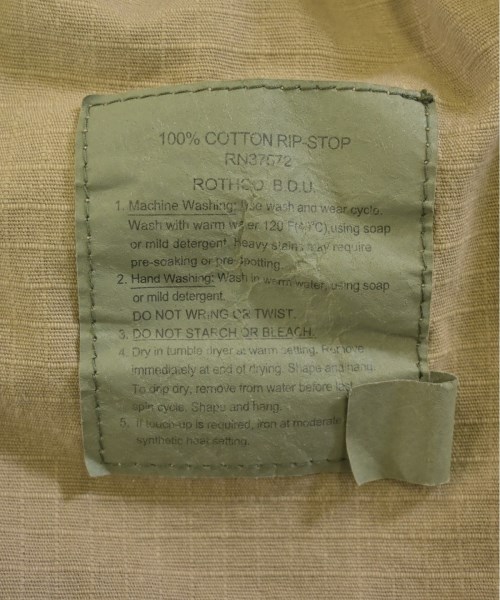 100% COTTON RIP-STOP
RN37672
ROTHCO B.D.U.
1. Machine Washing: Use wash and wear cycle.
Wash with warm water 120 F(4 °C),using soap
or mild detergent. Heavy stains may require
pre-soaking or pre-spotting.
2. Hand Washing: Wash in warm water, using soap
or mild detergent.
DO NOT WRING OR TWIST.
3. DO NOT STARCH OR BLEACH.
4. Dry in tumble dryer at warm setting. Remove
immediately at end of drying. Shape and hang.
To drip dry, remove from water before last
spin cycle. Shape and hang.
5. If touch-up is required, iron at moderate
synthetic heat setting.